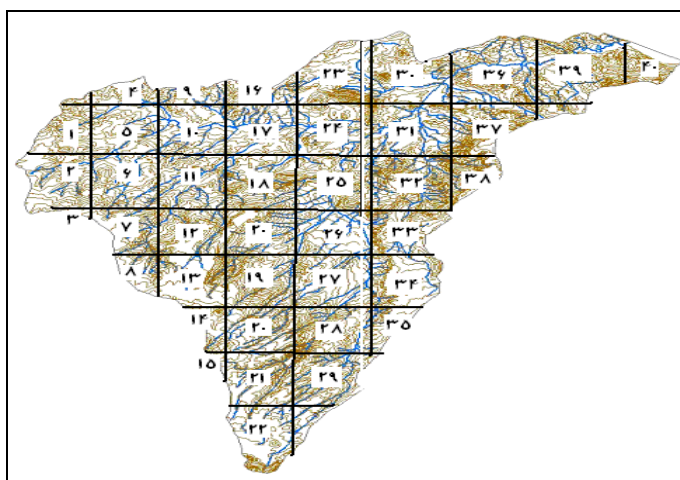 ۲۳ ۳۰ ۳۶ ۳۹ ۴۰
۴ ۹ ۱۶
۱ ۵ ۱۰ ۱۷ ۲۴ ۳۱ ۳۷
۲ ۶ ۱۱ ۱۸ ۲۵ ۳۲ ۳۸
۳ ۷ ۱۲ ۲۰ ۲۶ ۳۳
۸ ۱۳ ۱۹ ۲۷ ۳۴
۱۴ ۲۰ ۲۸ ۳۵
۱۵ ۲۱ ۲۹
۲۲